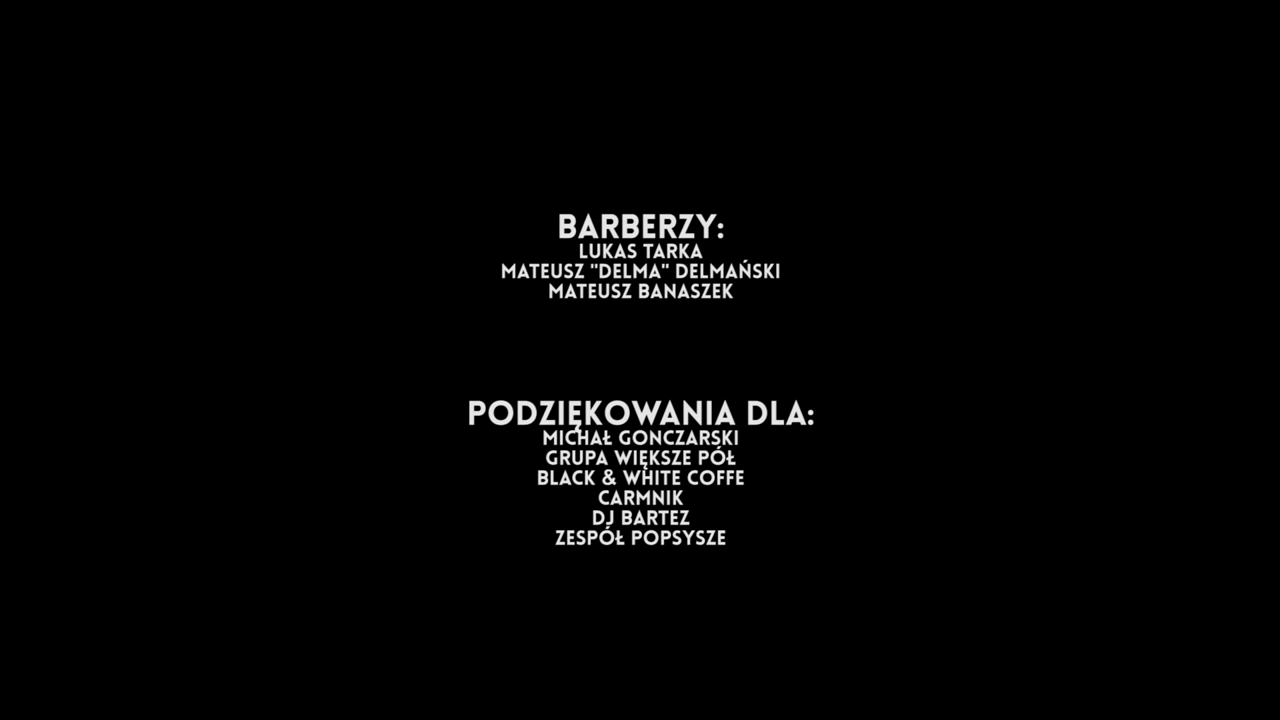 BARBERZY:
LUKAS TARKA
MATEUSZ "DELMA" DELMAŃSKI
MATEUSZ BANASZEK
PODZIĘKOWANIA DLA:
MICHAŁ GONCZARSKI
GRUPA WIĘKSZE PÓŁ
BLACK & WHITE COFFE
CARMNIK
DJ BARTEZ
ZESPÓŁ POPSYSZE